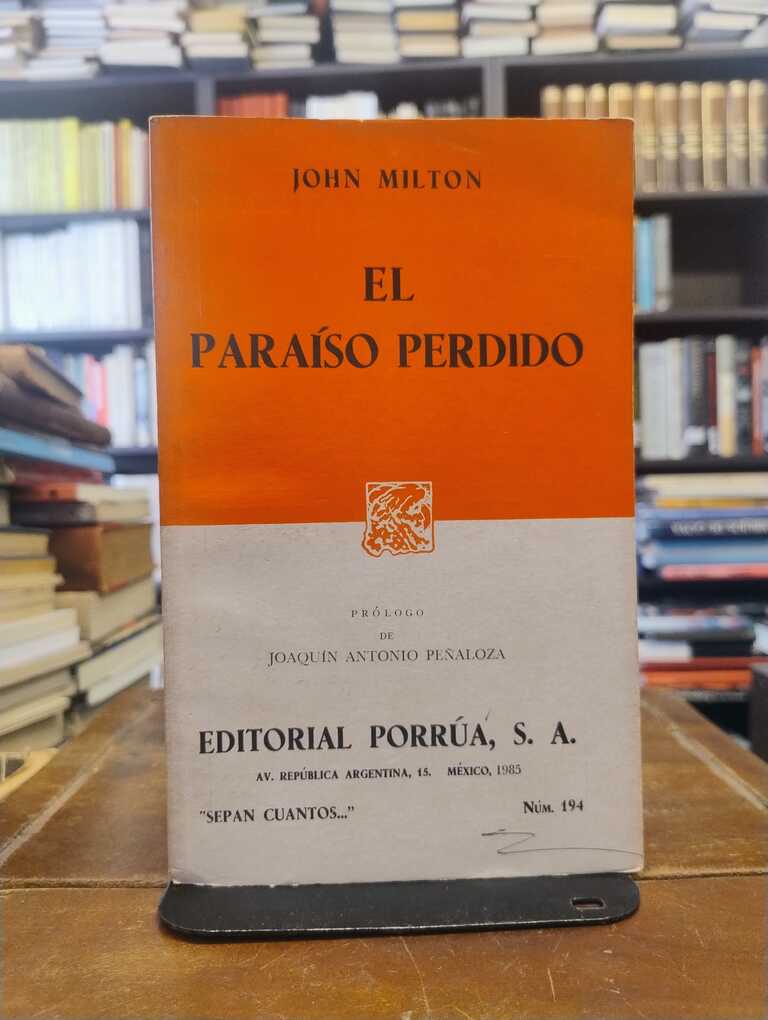 JOHN MILTON
EL
PARAÍSO PERDIDO
PRÓLOGO
DE
JOAQUÍN ANTONIO PEÑALOZA
EDITORIAL PORRÚA, S. A.
AV. REPÚBLICA ARGENTINA, 15. MÉXICO, 1985
"SEPAN CUANTOS..." NÚM. 194